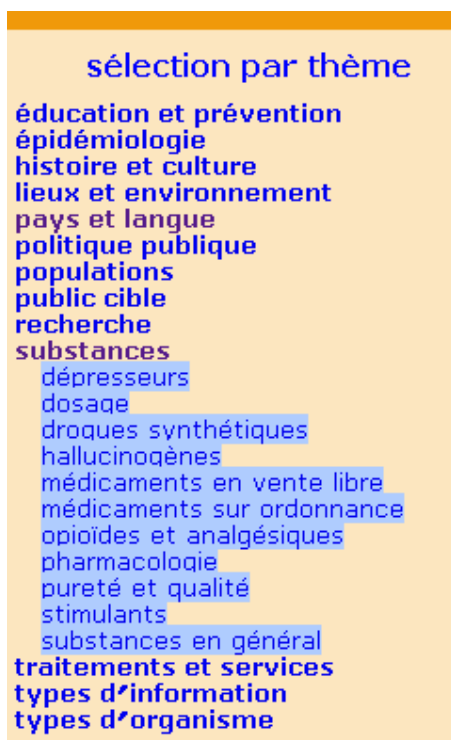 sélection par thème
éducation et prévention
épidémiologie
histoire et culture
lieux et environnement
pays et langue
politique publique
populations
public cible
recherche
substances
dépresseurs
dosage
drogues synthétiques
hallucinogènes
médicaments en vente libre
médicaments sur ordonnance
opioïdes et analgésiques
pharmacologie
pureté et qualité
stimulants
substances en général
traitements et services
types d'information
types d'organisme